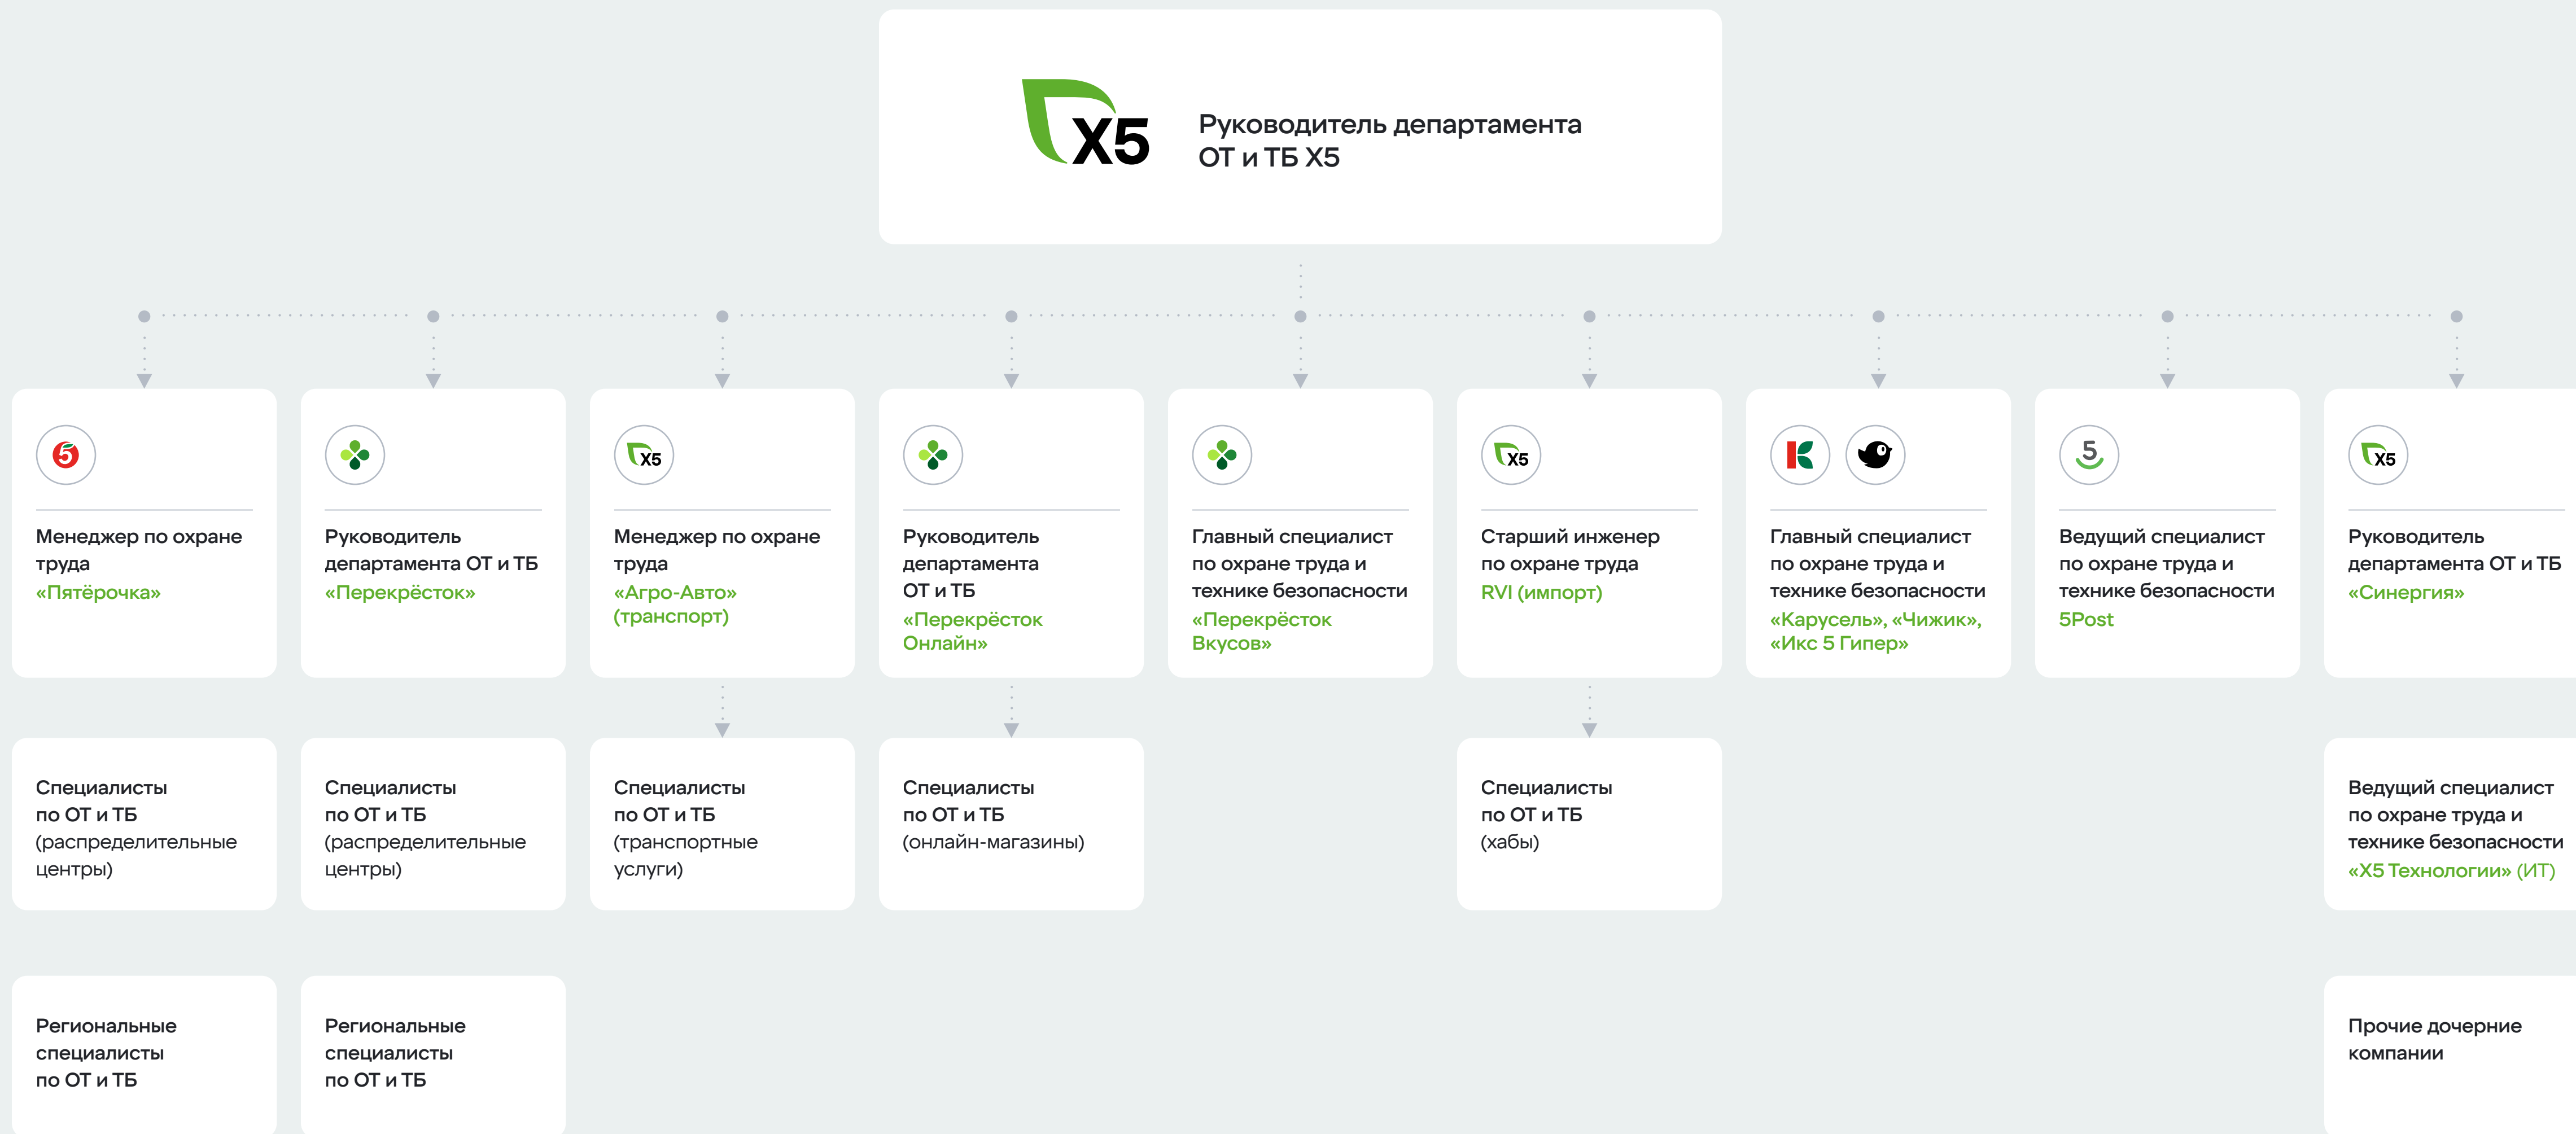 X5
Руководитель департамента
ОТ и ТБ X5
5
Менеджер по охране
труда
«Пятёрочка»
Руководитель
департамента ОТ и ТБ
«Перекрёсток»
X5
Менеджер по охране
труда
«Агро-Авто»
(транспорт)
Руководитель
департамента
ОТ и ТБ
«Перекрёсток
Онлайн»
Главный специалист
по охране труда и
технике безопасности
«Перекрёсток
Вкусов»
X5
Старший инженер
по охране труда
RVI (импорт)
K
Главный специалист
по охране труда и
технике безопасности
«Карусель», «Чижик»,
«Икс 5 Гипер»
5
Ведущий специалист
по охране труда и
технике безопасности
5Post
X5
Руководитель
департамента ОТ и ТБ
«Синергия»
Специалисты
по ОТ и ТБ
(распределительные
центры)
Специалисты
по ОТ и ТБ
(распределительные
центры)
Специалисты
по ОТ и ТБ
(транспортные
услуги)
Специалисты
по ОТ и ТБ
(онлайн-магазины)
Специалисты
по ОТ и ТБ
(хабы)
Ведущий специалист
по охране труда и
технике безопасности
«X5 Технологии» (ИТ)
Региональные
специалисты
по ОТ и ТБ
Региональные
специалисты
по ОТ и ТБ
Прочие дочерние
компании